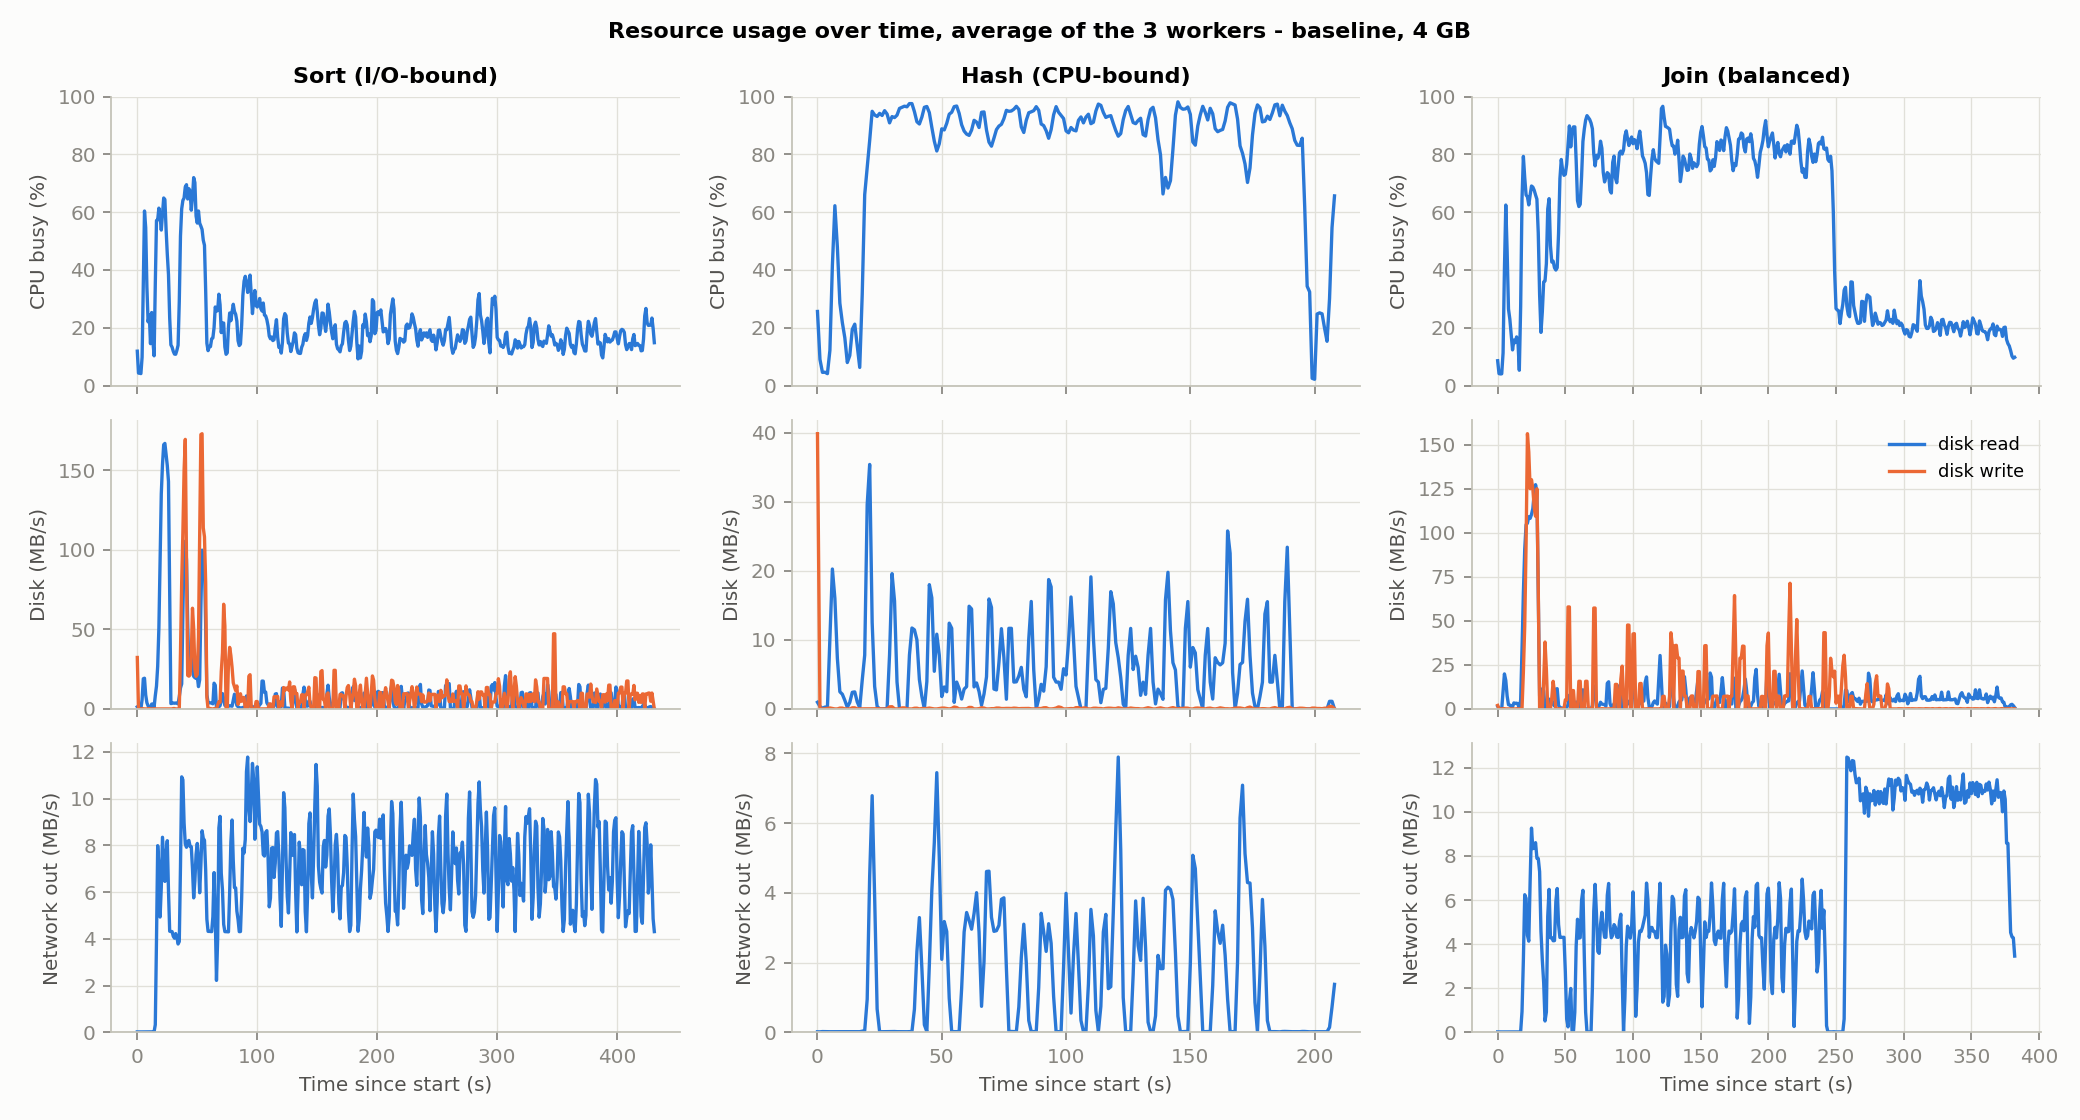 Resource usage over time, average of the 3 workers - baseline, 4 GB
Sort (I/O-bound)
Hash (CPU-bound)
Join (balanced)
CPU busy (%)
100
80
60
40
20
0
CPU busy (%)
100
80
60
40
20
0
CPU busy (%)
100
80
60
40
20
0
Disk (MB/s)
150
100
50
0
Disk (MB/s)
40
30
20
10
0
Disk (MB/s)
150
125
100
75
50
25
0
disk read
disk write
Network out (MB/s)
12
10
8
6
4
2
0
Network out (MB/s)
8
6
4
2
0
Network out (MB/s)
12
10
8
6
4
2
0
0 100 200 300 400
0 50 100 150 200
0 50 100 150 200 250 300 350 400
Time since start (s)
Time since start (s)
Time since start (s)